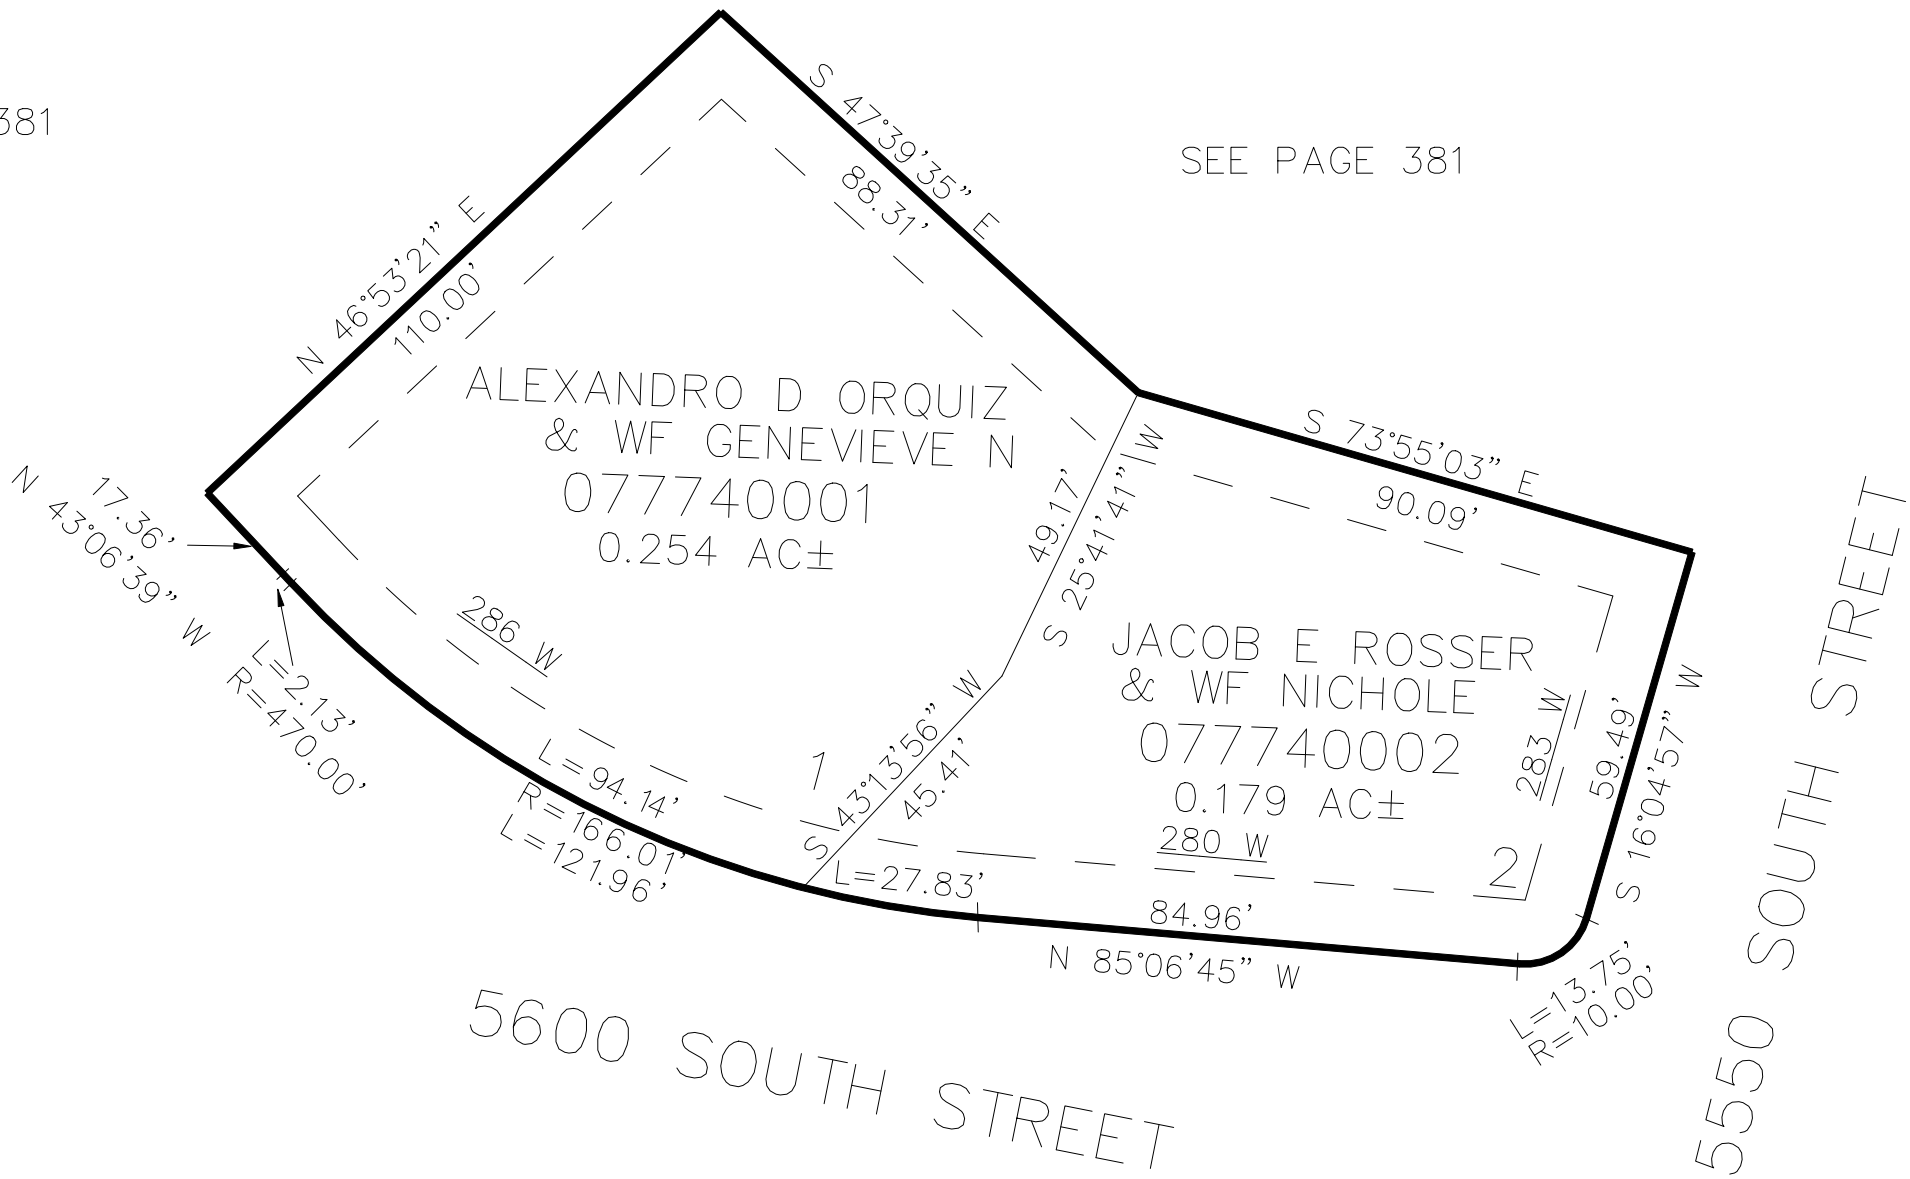 381
SEE PAGE 381
S 47°39'35" E
88.31'
N 46°53'21" E
110.00'
ALEXANDRO D ORQUIZ
& WF GENEVIEVE N
077740001
0.254 AC±
S 73°55'03" E
90.09'
49.17'
S 25°41'41" W
17.36'
N 43°06'39" W
L=2.13'
R=470.00'
286 W
JACOB E ROSSER
& WF NICHOLE
077740002
0.179 AC±
280 W
283 W
59.49'
S 16°04'57" W
S 43°13'56" W
45.41'
1
2
L=94.14'
R=166.01'
L=121.96'
L=27.83'
84.96'
N 85°06'45" W
L=13.75'
R=10.00'
5600 SOUTH STREET
5550 SOUTH STREET